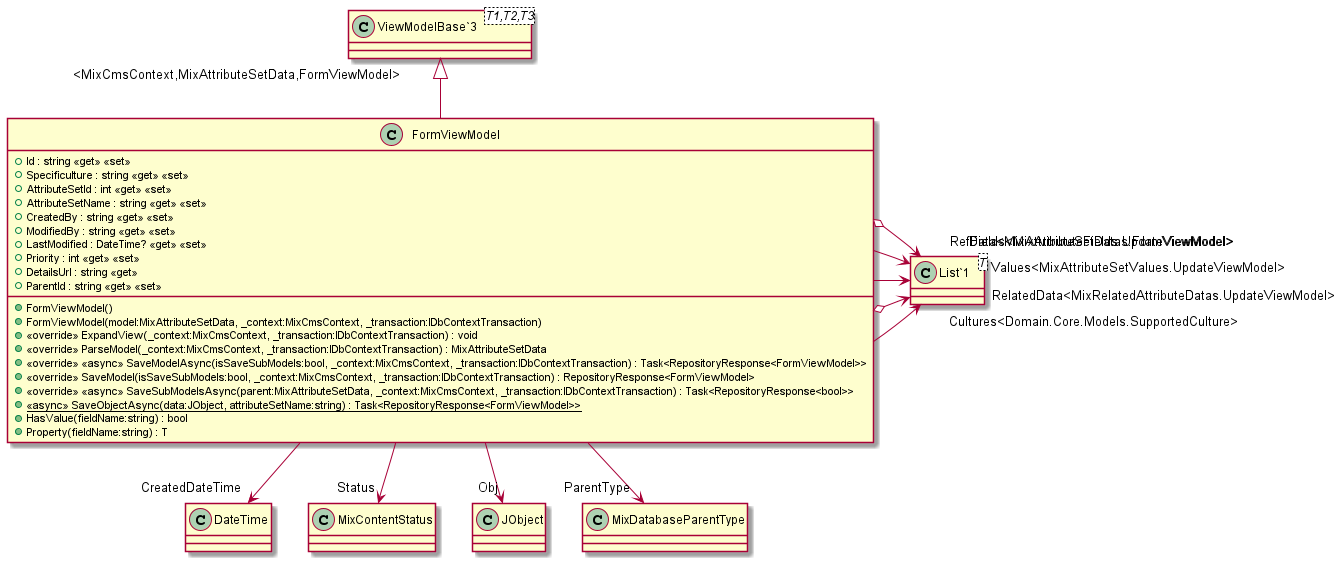 C ViewModelBase`3
T1,T2,T3
<MixCmsContext,MixAttributeSetData,FormViewModel>
C FormViewModel
Id : string «get» «set»
Specificulture : string «get» «set»
AttributeSetId : int «get» «set»
AttributeSetName : string «get» «set»
CreatedBy : string «get» «set»
ModifiedBy : string «get» «set»
LastModified : DateTime? «get» «set»
Priority : int «get» «set»
DetailsUrl : string «get»
ParentId : string «get» «set»
FormViewModel()
FormViewModel(model:MixAttributeSetData, _context:MixCmsContext, _transaction:IDbContextTransaction)
«override» ExpandView(_context:MixCmsContext, _transaction:IDbContextTransaction) : void
«override» ParseModel(_context:MixCmsContext, _transaction:IDbContextTransaction) : MixAttributeSetData
«override» «async» SaveModelAsync(isSaveSubModels:bool, _context:MixCmsContext, _transaction:IDbContextTransaction) : Task<RepositoryResponse<FormViewModel>>
«override» SaveModel(isSaveSubModels:bool, _context:MixCmsContext, _transaction:IDbContextTransaction) : RepositoryResponse<FormViewModel>
«override» «async» SaveSubModelsAsync(parent:MixAttributeSetData, _context:MixCmsContext, _transaction:IDbContextTransaction) : Task<RepositoryResponse<bool>>
«async» SaveObjectAsync(data:JObject, attributeSetName:string) : Task<RepositoryResponse<FormViewModel>>
HasValue(fieldName:string) : bool
Property(fieldName:string) : T
C List`1
T
Values<MixAttributeSetValues.UpdateViewModel>
RelatedData<MixRelatedAttributeDatas.UpdateViewModel>
Cultures<Domain.Core.Models.SupportedCulture>
CreatedDateTime
Status
Obj
ParentType
C DateTime
C MixContentStatus
C JObject
C MixDatabaseParentType